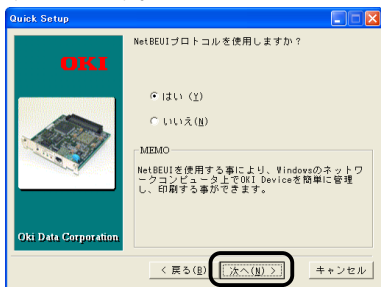 Quick Setup
NetBEUIプロトコルを使用しますか？
OKI
はい (Y)
いいえ(N)
MEMO
NetBEUIを使用する事により、Windowsのネットワ
ークコンピュータ上でOKI Deviceを簡単に管理
し、印刷する事ができます。
Oki Data Corporation
< 戻る(B)
次へ(N) >
キャンセル